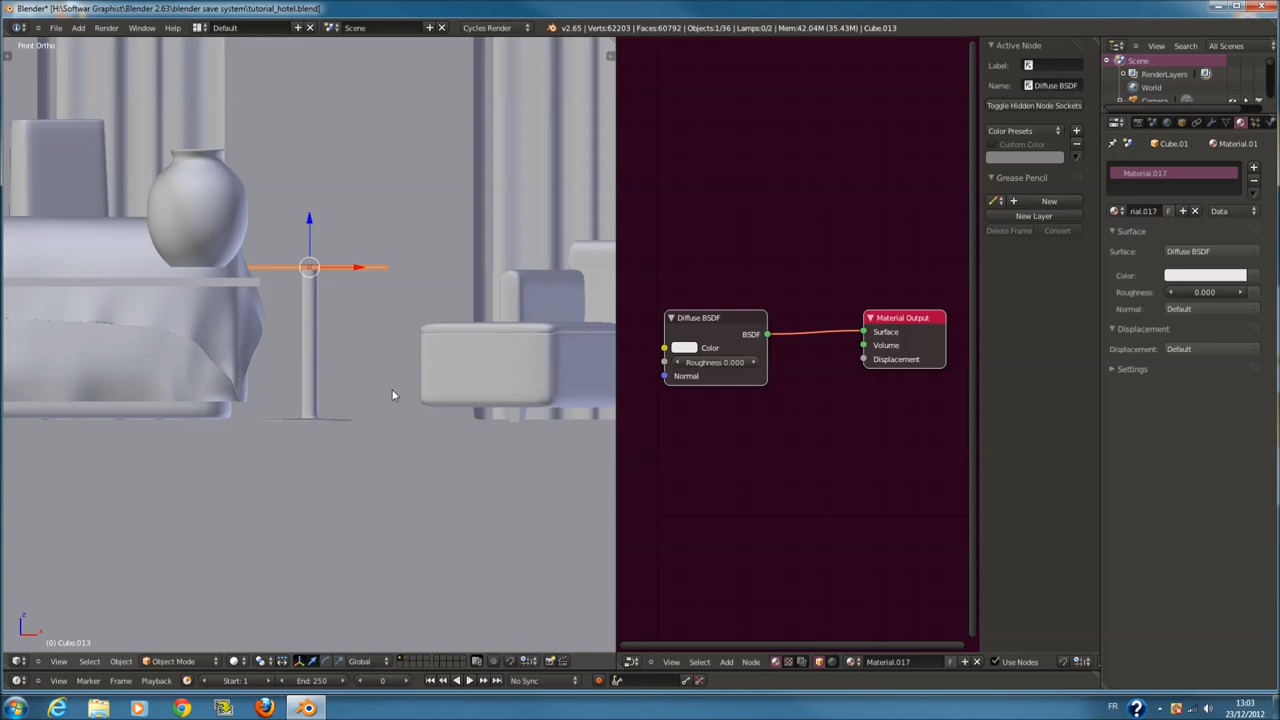 Blender* [H:\Softwar Graphist\Blender 2.63\blender save system\tutorial_hotel.blend]
File Add Render Window Help Default Scene Cycles Render v2.65 | Verts:62203 | Faces:60792 | Objects:1/36 | Lamps:0/2 | Mem:42.04M (35.43M) | Cube.013
Front Ortho
z
x
(0) Cube.013
Diffuse BSDF
BSDF
Color
Roughness 0.000
Normal
Material Output
Surface
Volume
Displacement
Active Node
Label:
Name: Diffuse BSDF
Toggle Hidden Node Sockets
Color Presets
Custom Color
Grease Pencil
New
New Layer
Delete Frame Convert
View Search All Scenes
Scene
RenderLayers
World
Camera
Cube.01 Material.01
Material.017
rial.017 F Data
Surface
Surface: Diffuse BSDF
Color:
Roughness: 0.000
Normal: Default
Displacement
Displacement: Default
Settings
View Select Object Object Mode Global
View Select Add Node Material.017 F Use Nodes
View Marker Frame Playback Start: 1 End: 250 0 No Sync
FR 13:03
23/12/2012